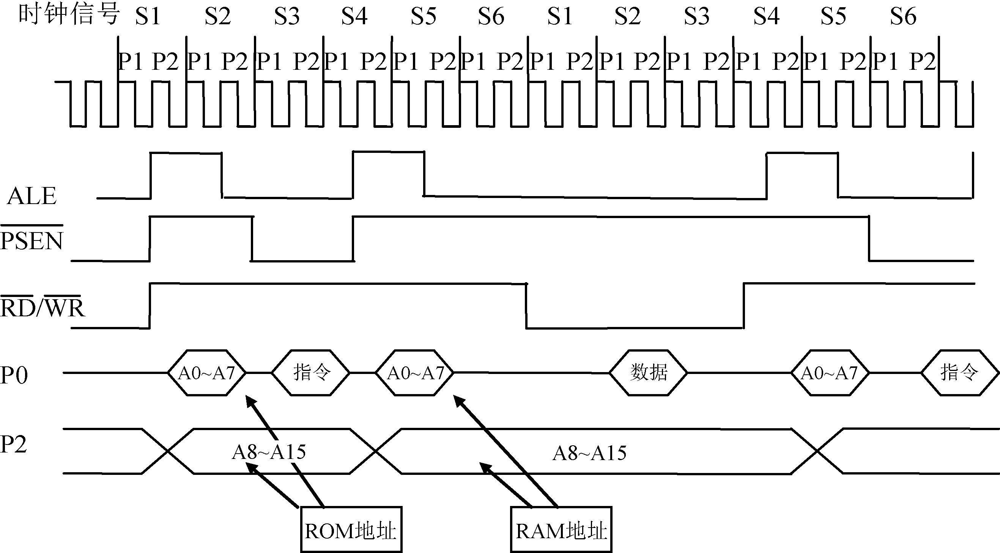 时钟信号 S1 S2 S3 S4 S5 S6 S1 S2 S3 S4 S5 S6
P1 P2 P1 P2 P1 P2 P1 P2 P1 P2 P1 P2 P1 P2 P1 P2 P1 P2 P1 P2 P1 P2 P1 P2
ALE
PSEN
RD/WR
P0 A0~A7 指令 A0~A7 数据 A0~A7 指令
P2 A8~A15 A8~A15
ROM地址 RAM地址